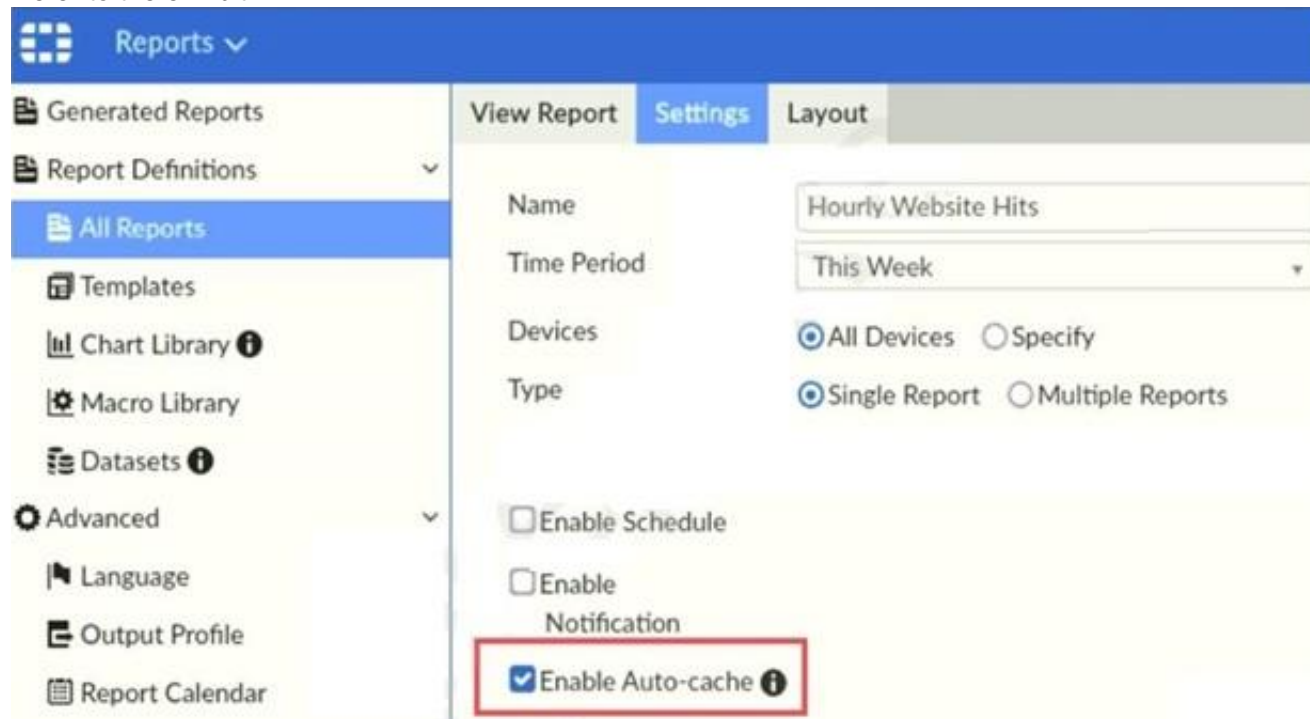 Reports
Generated Reports
Report Definitions
All Reports
Templates
Chart Library
Macro Library
Datasets
Advanced
Language
Output Profile
Report Calendar
View Report Settings Layout
Name Hourly Website Hits
Time Period This Week
Devices All Devices Specify
Type Single Report Multiple Reports
Enable Schedule
Enable
Notification
Enable Auto-cache